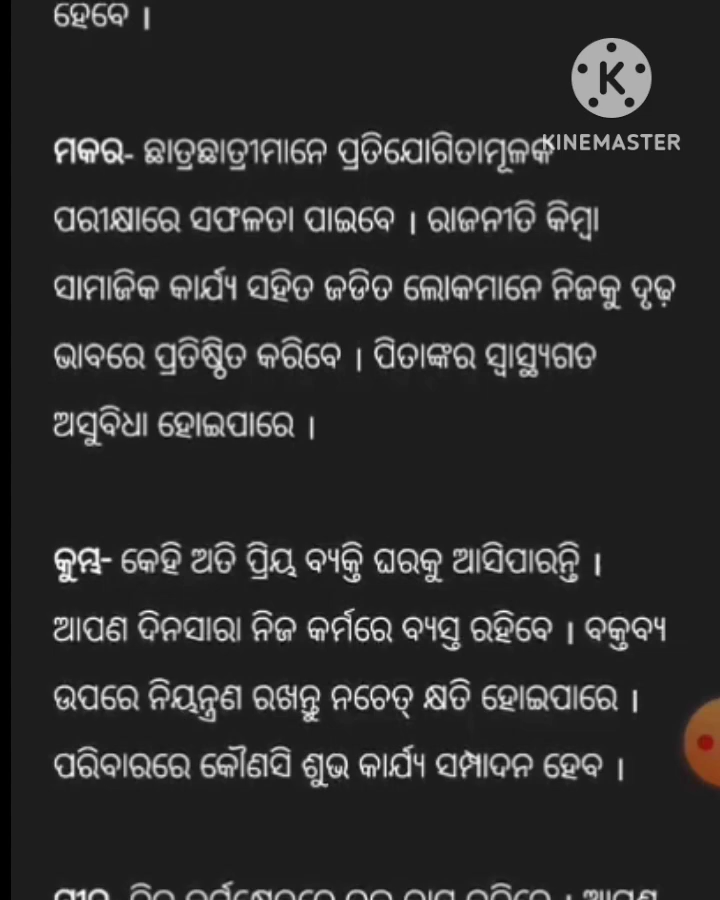 ହେବେ ।
KINEMASTER
ମକର- ଛାତ୍ରଛାତ୍ରୀମାନେ ପ୍ରତିଯୋଗିତାମୂଳକ
ପରୀକ୍ଷାରେ ସଫଳତା ପାଇବେ । ରାଜନୀତି କିମ୍ବା
ସାମାଜିକ କାର୍ଯ୍ୟ ସହିତ ଜଡିତ ଲୋକମାନେ ନିଜକୁ ଦୃଢ଼
ଭାବରେ ପ୍ରତିଷ୍ଠିତ କରିବେ । ପିତାଙ୍କର ସ୍ୱାସ୍ଥ୍ୟଗତ
ଅସୁବିଧା ହୋଇପାରେ ।
କୁମ୍ଭ- କେହି ଅତି ପ୍ରିୟ ବ୍ୟକ୍ତି ଘରକୁ ଆସିପାରନ୍ତି ।
ଆପଣ ଦିନସାରା ନିଜ କର୍ମରେ ବ୍ୟସ୍ତ ରହିବେ । ବକ୍ତବ୍ୟ
ଉପରେ ନିୟନ୍ତ୍ରଣ ରଖନ୍ତୁ ନଚେତ୍ କ୍ଷତି ହୋଇପାରେ ।
ପରିବାରରେ କୌଣସି ଶୁଭ କାର୍ଯ୍ୟ ସମ୍ପାଦନ ହେବ ।